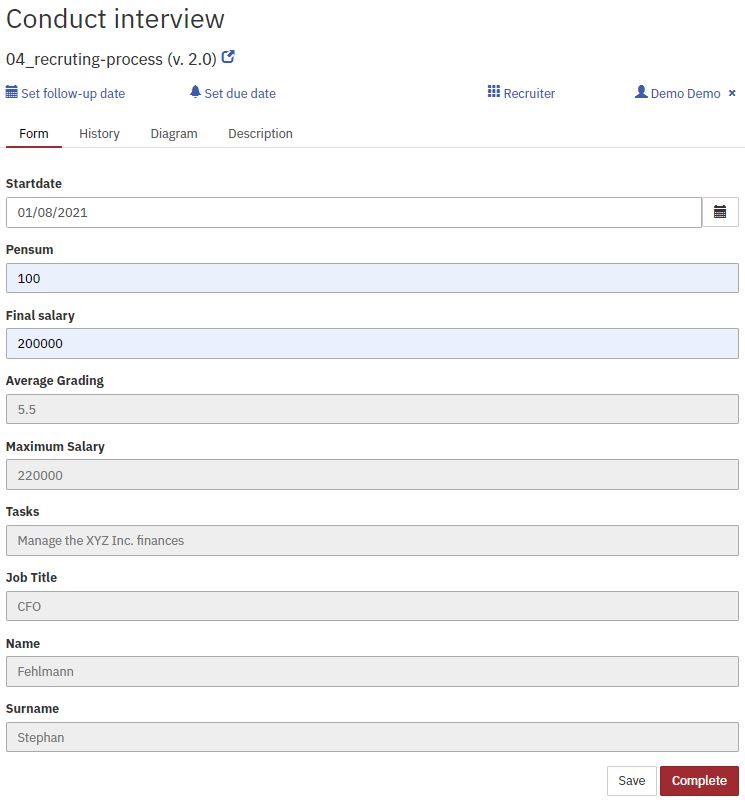 Conduct interview
04_recruting-process (v. 2.0)
Set follow-up date Set due date Recruiter Demo Demo ×
Form History Diagram Description
Startdate
01/08/2021
Pensum
100
Final salary
200000
Average Grading
5.5
Maximum Salary
220000
Tasks
Manage the XYZ Inc. finances
Job Title
CFO
Name
Fehlmann
Surname
Stephan
Save Complete